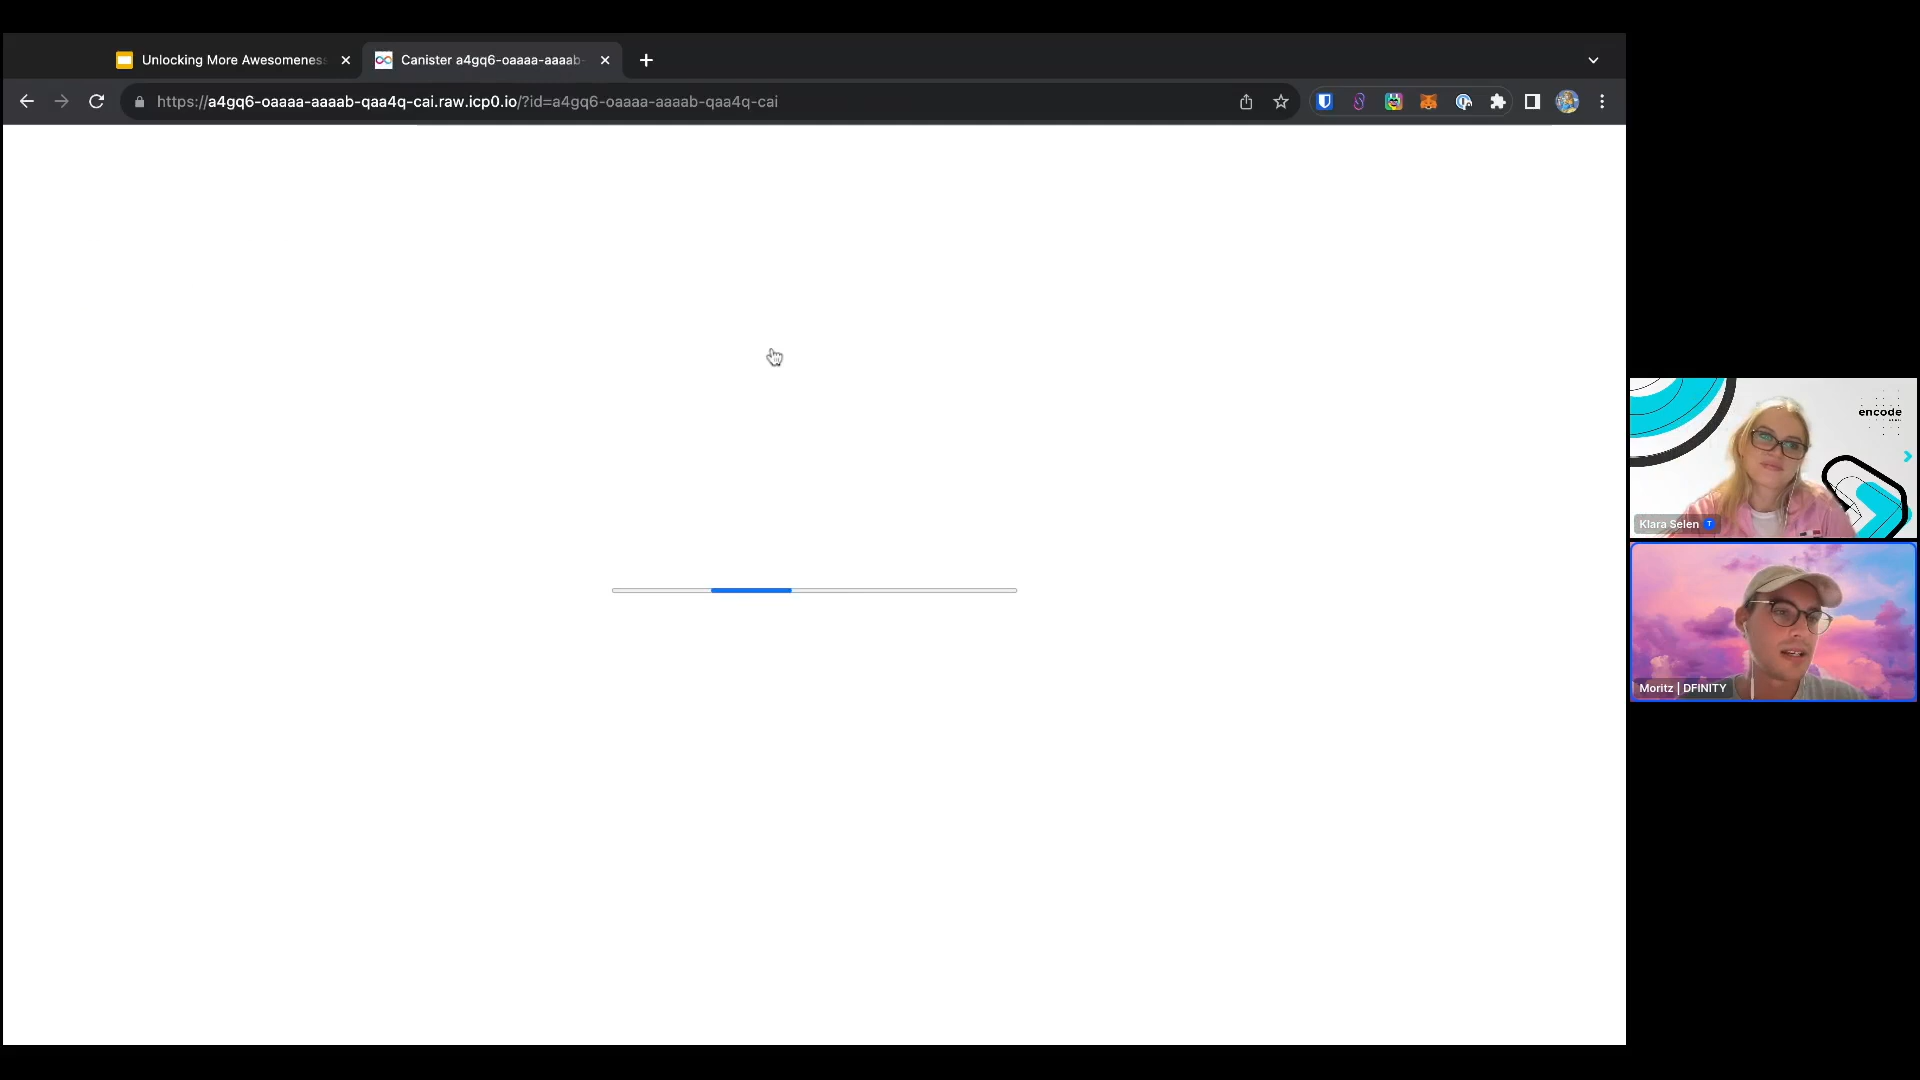 Unlocking More Awesomenes
Canister a4gq6-oaaaa-aaaab-
https://a4gq6-oaaaa-aaaab-qaa4q-cai.raw.icp0.io/?id=a4gq6-oaaaa-aaaab-qaa4q-cai
encode
Klara Selen T
Moritz | DFINITY